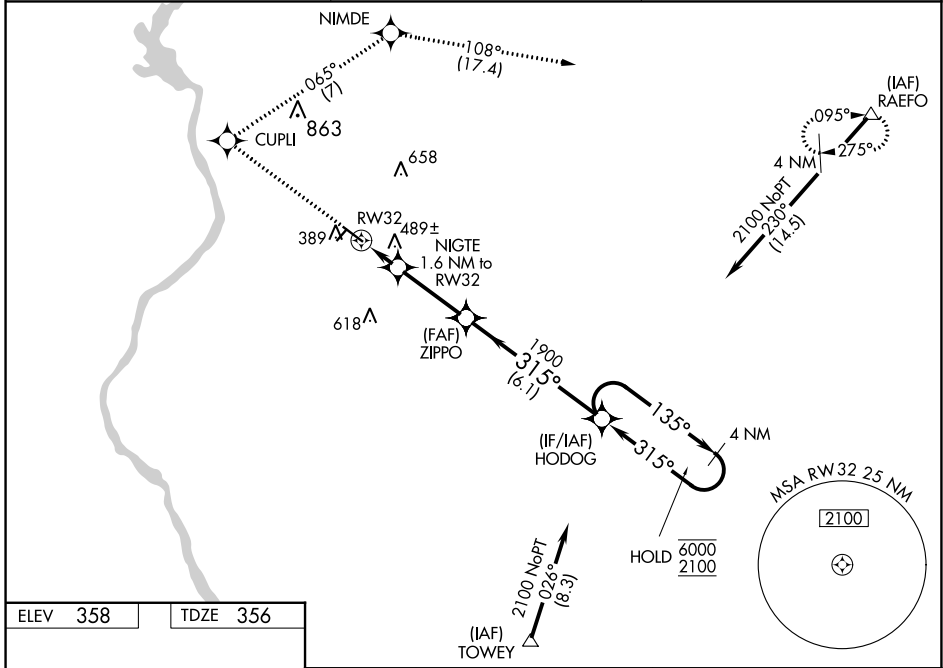 NIMDE
108°
(17.4)
065°
(7)
863
CUPLI
658
(IAF)
RAEFO
095°
275°
4 NM
2100 NoPT
230°
(14.5)
RW32
389
489±
NIGTE
1.6 NM to
RW32
618
(FAF)
ZIPPO
1900
315°
(6.1)
(IF/IAF)
HODOG
135°
315°
4 NM
MSA RW32 25 NM
2100
HOLD 6000
2100
2100 NoPT
026°
(8.3)
(IAF)
TOWEY
ELEV 358
TDZE 356